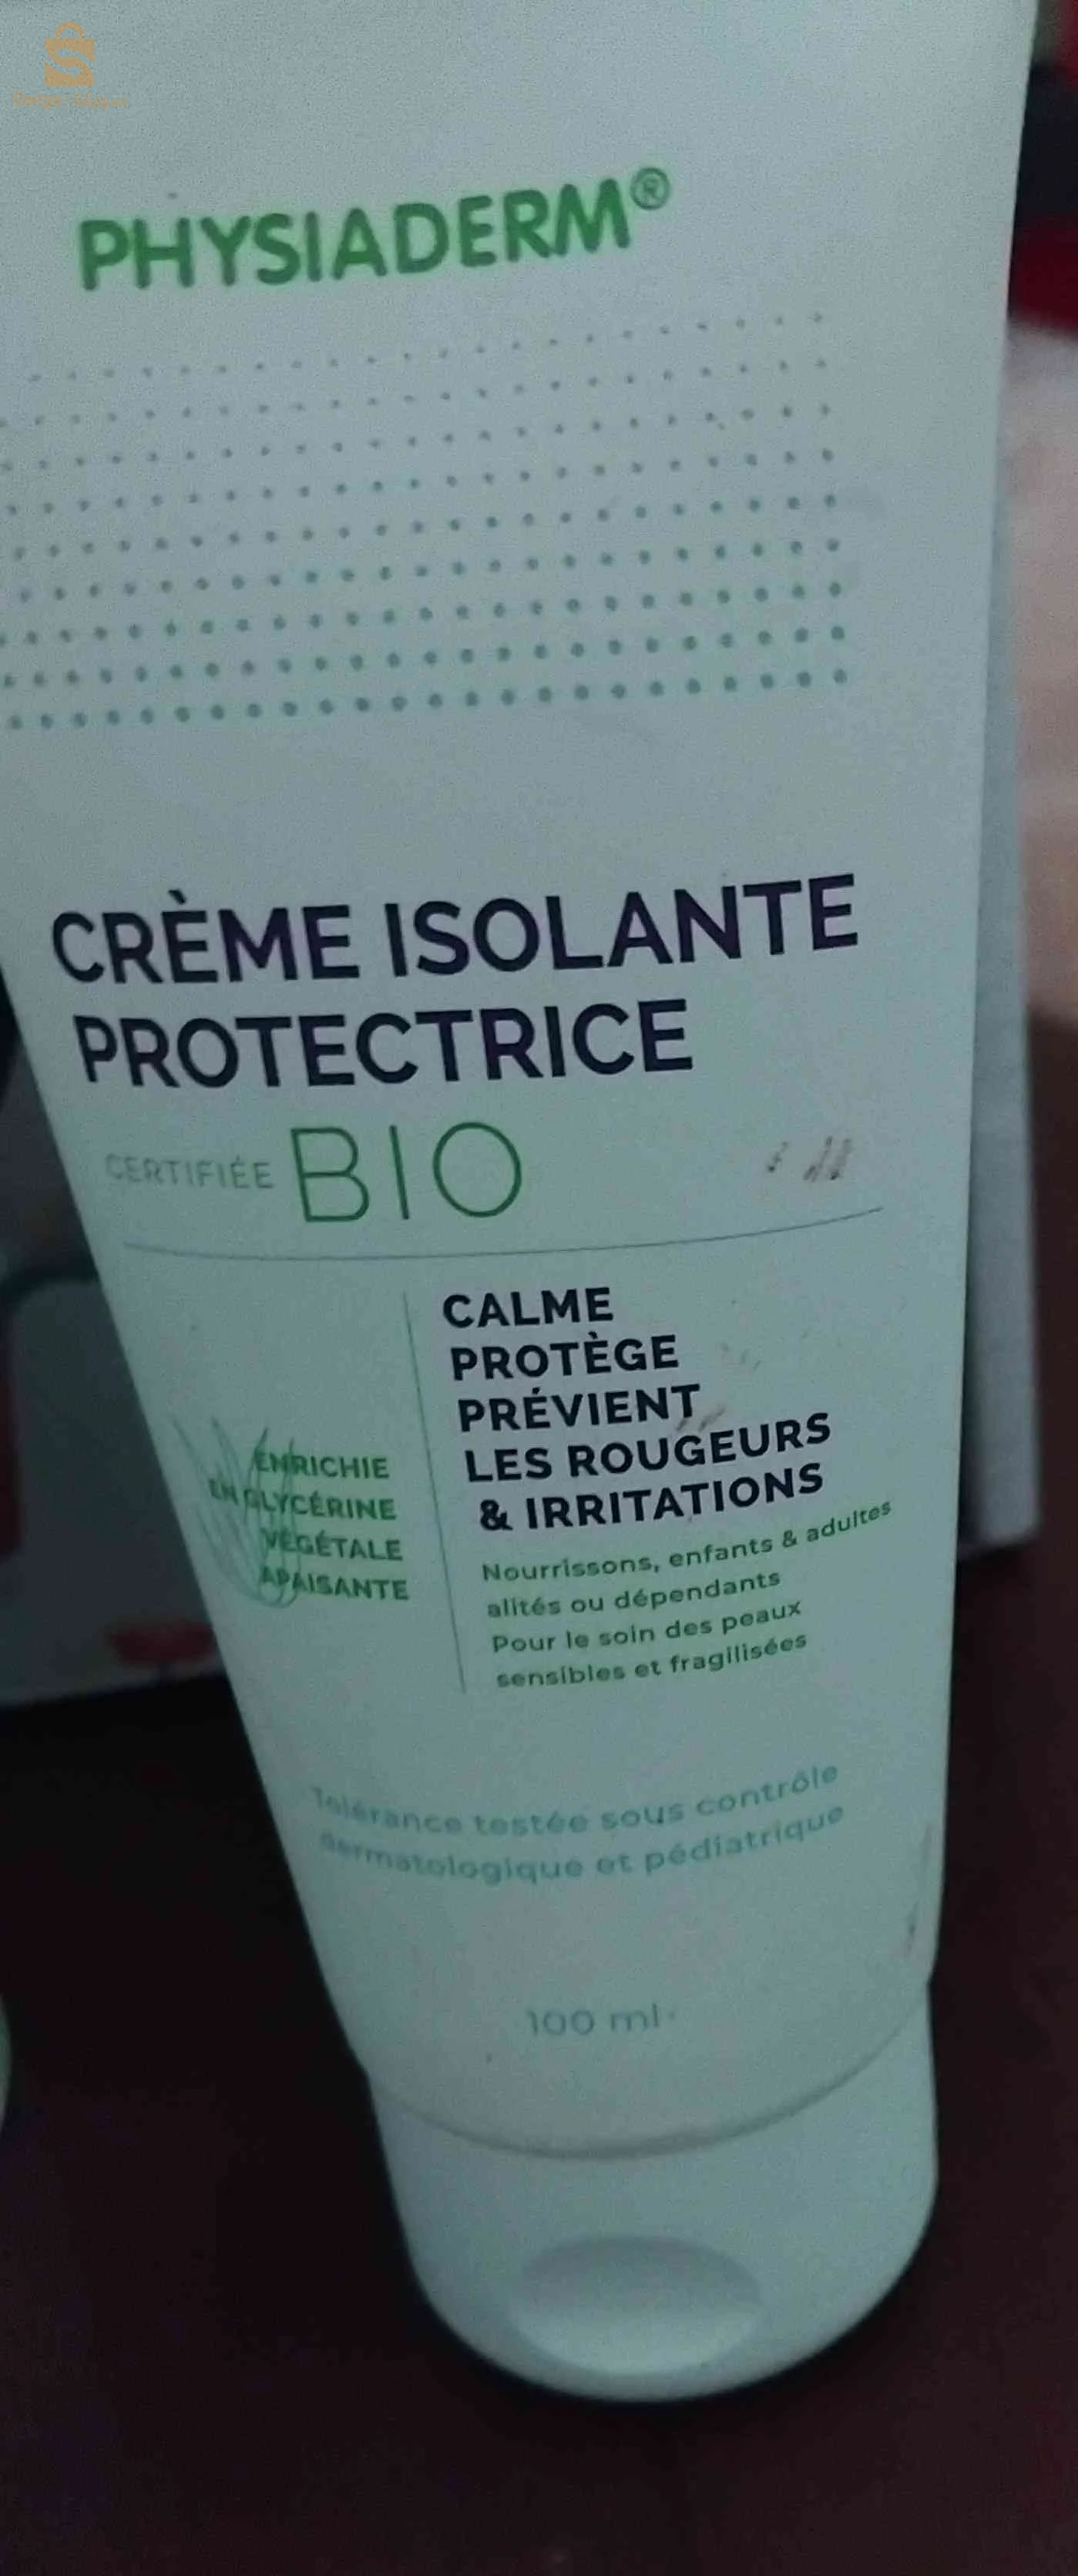 PHYSIADERM®
CRÈME ISOLANTE
PROTECTRICE
CERTIFIÉE BIO
ENRICHIE
EN GLYCÉRINE
VÉGÉTALE
APAISANTE
CALME
PROTÈGE
PRÉVIENT
LES ROUGEURS
& IRRITATIONS
Nourrissons, enfants & adultes
alités ou dépendants
Pour le soin des peaux
sensibles et fragilisées
Tolérance testée sous contrôle
dermatologique et pédiatrique
100 ml